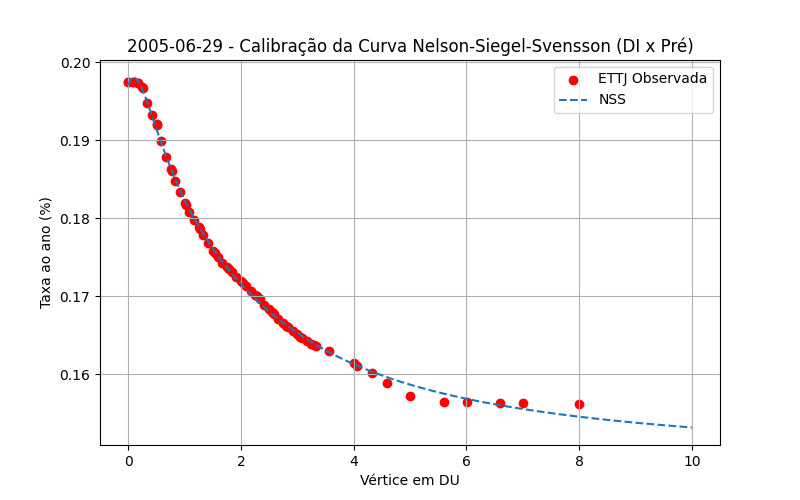 2005-06-29 - Calibração da Curva Nelson-Siegel-Svensson (DI x Pré)
ETTJ Observada
NSS
Taxa ao ano (%)
0.20
0.19
0.18
0.17
0.16
0
2
4
6
8
10
Vértice em DU